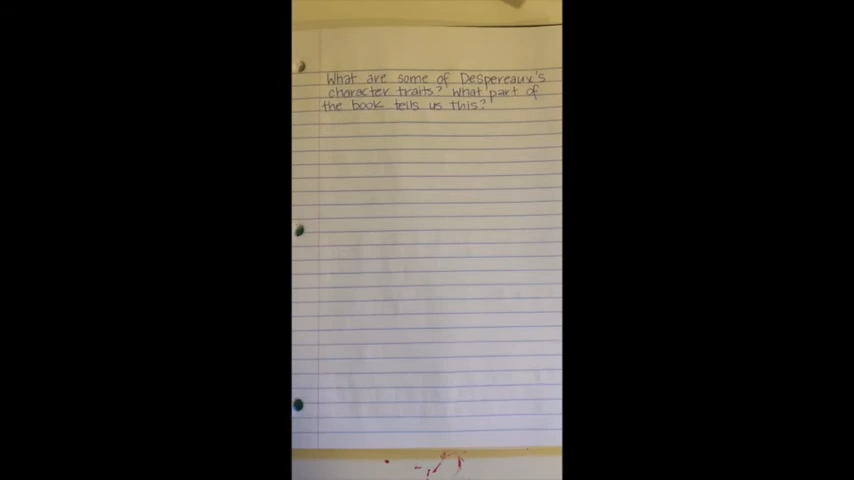 What are some of Despereaux's
character traits? What part of
the book tells us this?